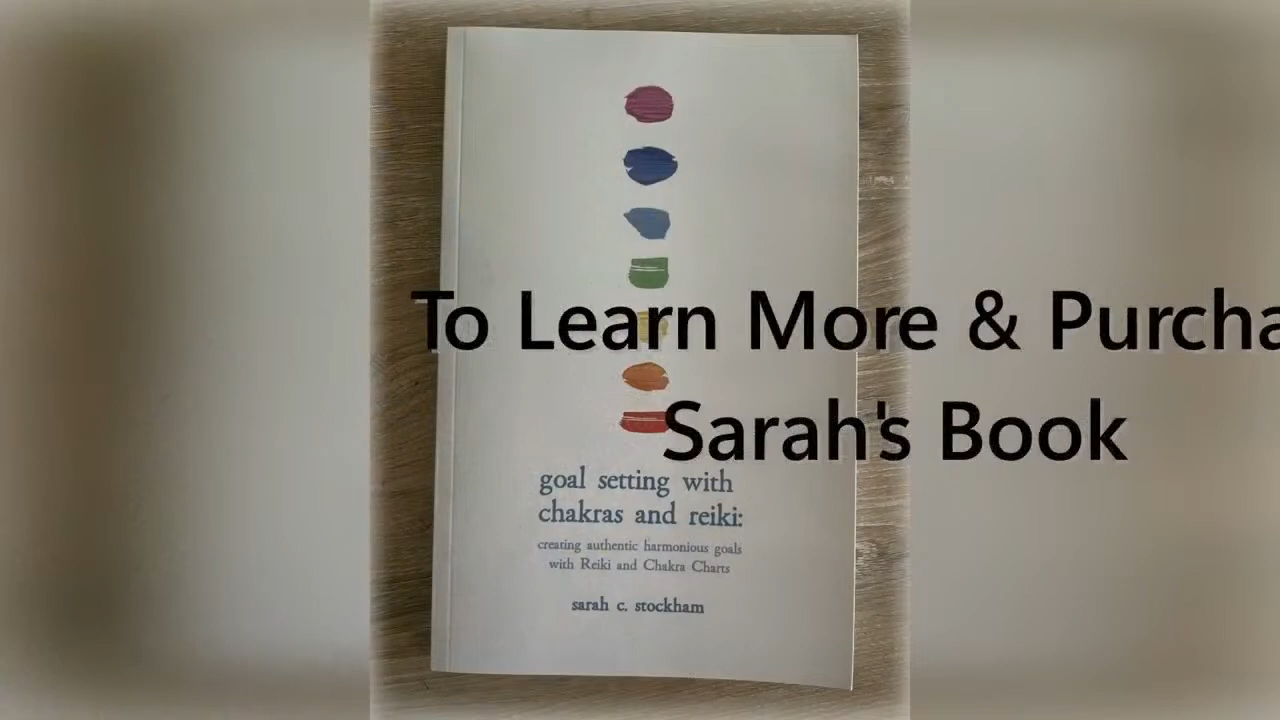 To Learn More & Purcha
Sarah's Book
goal setting with
chakras and reiki:
creating authentic harmonious goals
with Reiki and Chakra Charts
sarah c. stockham